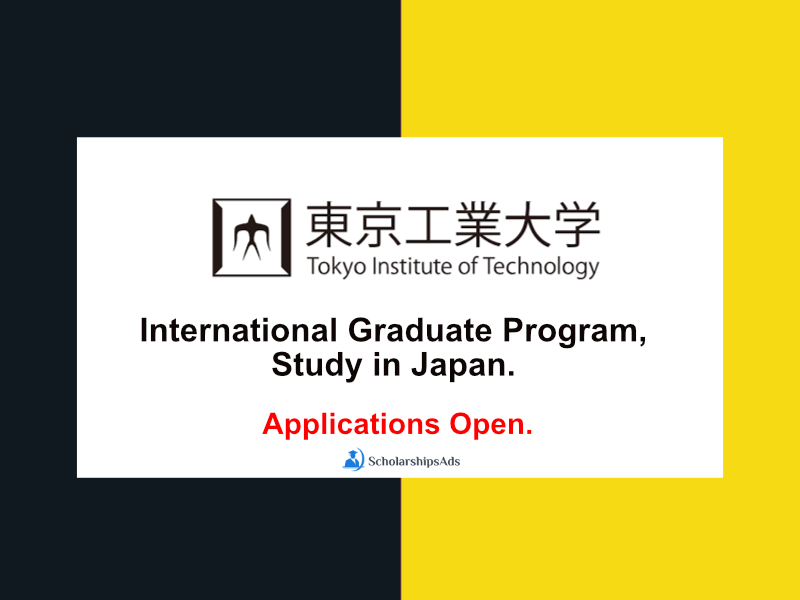 東京工業大学
Tokyo Institute of Technology
International Graduate Program,
Study in Japan.
Applications Open.
ScholarshipsAds